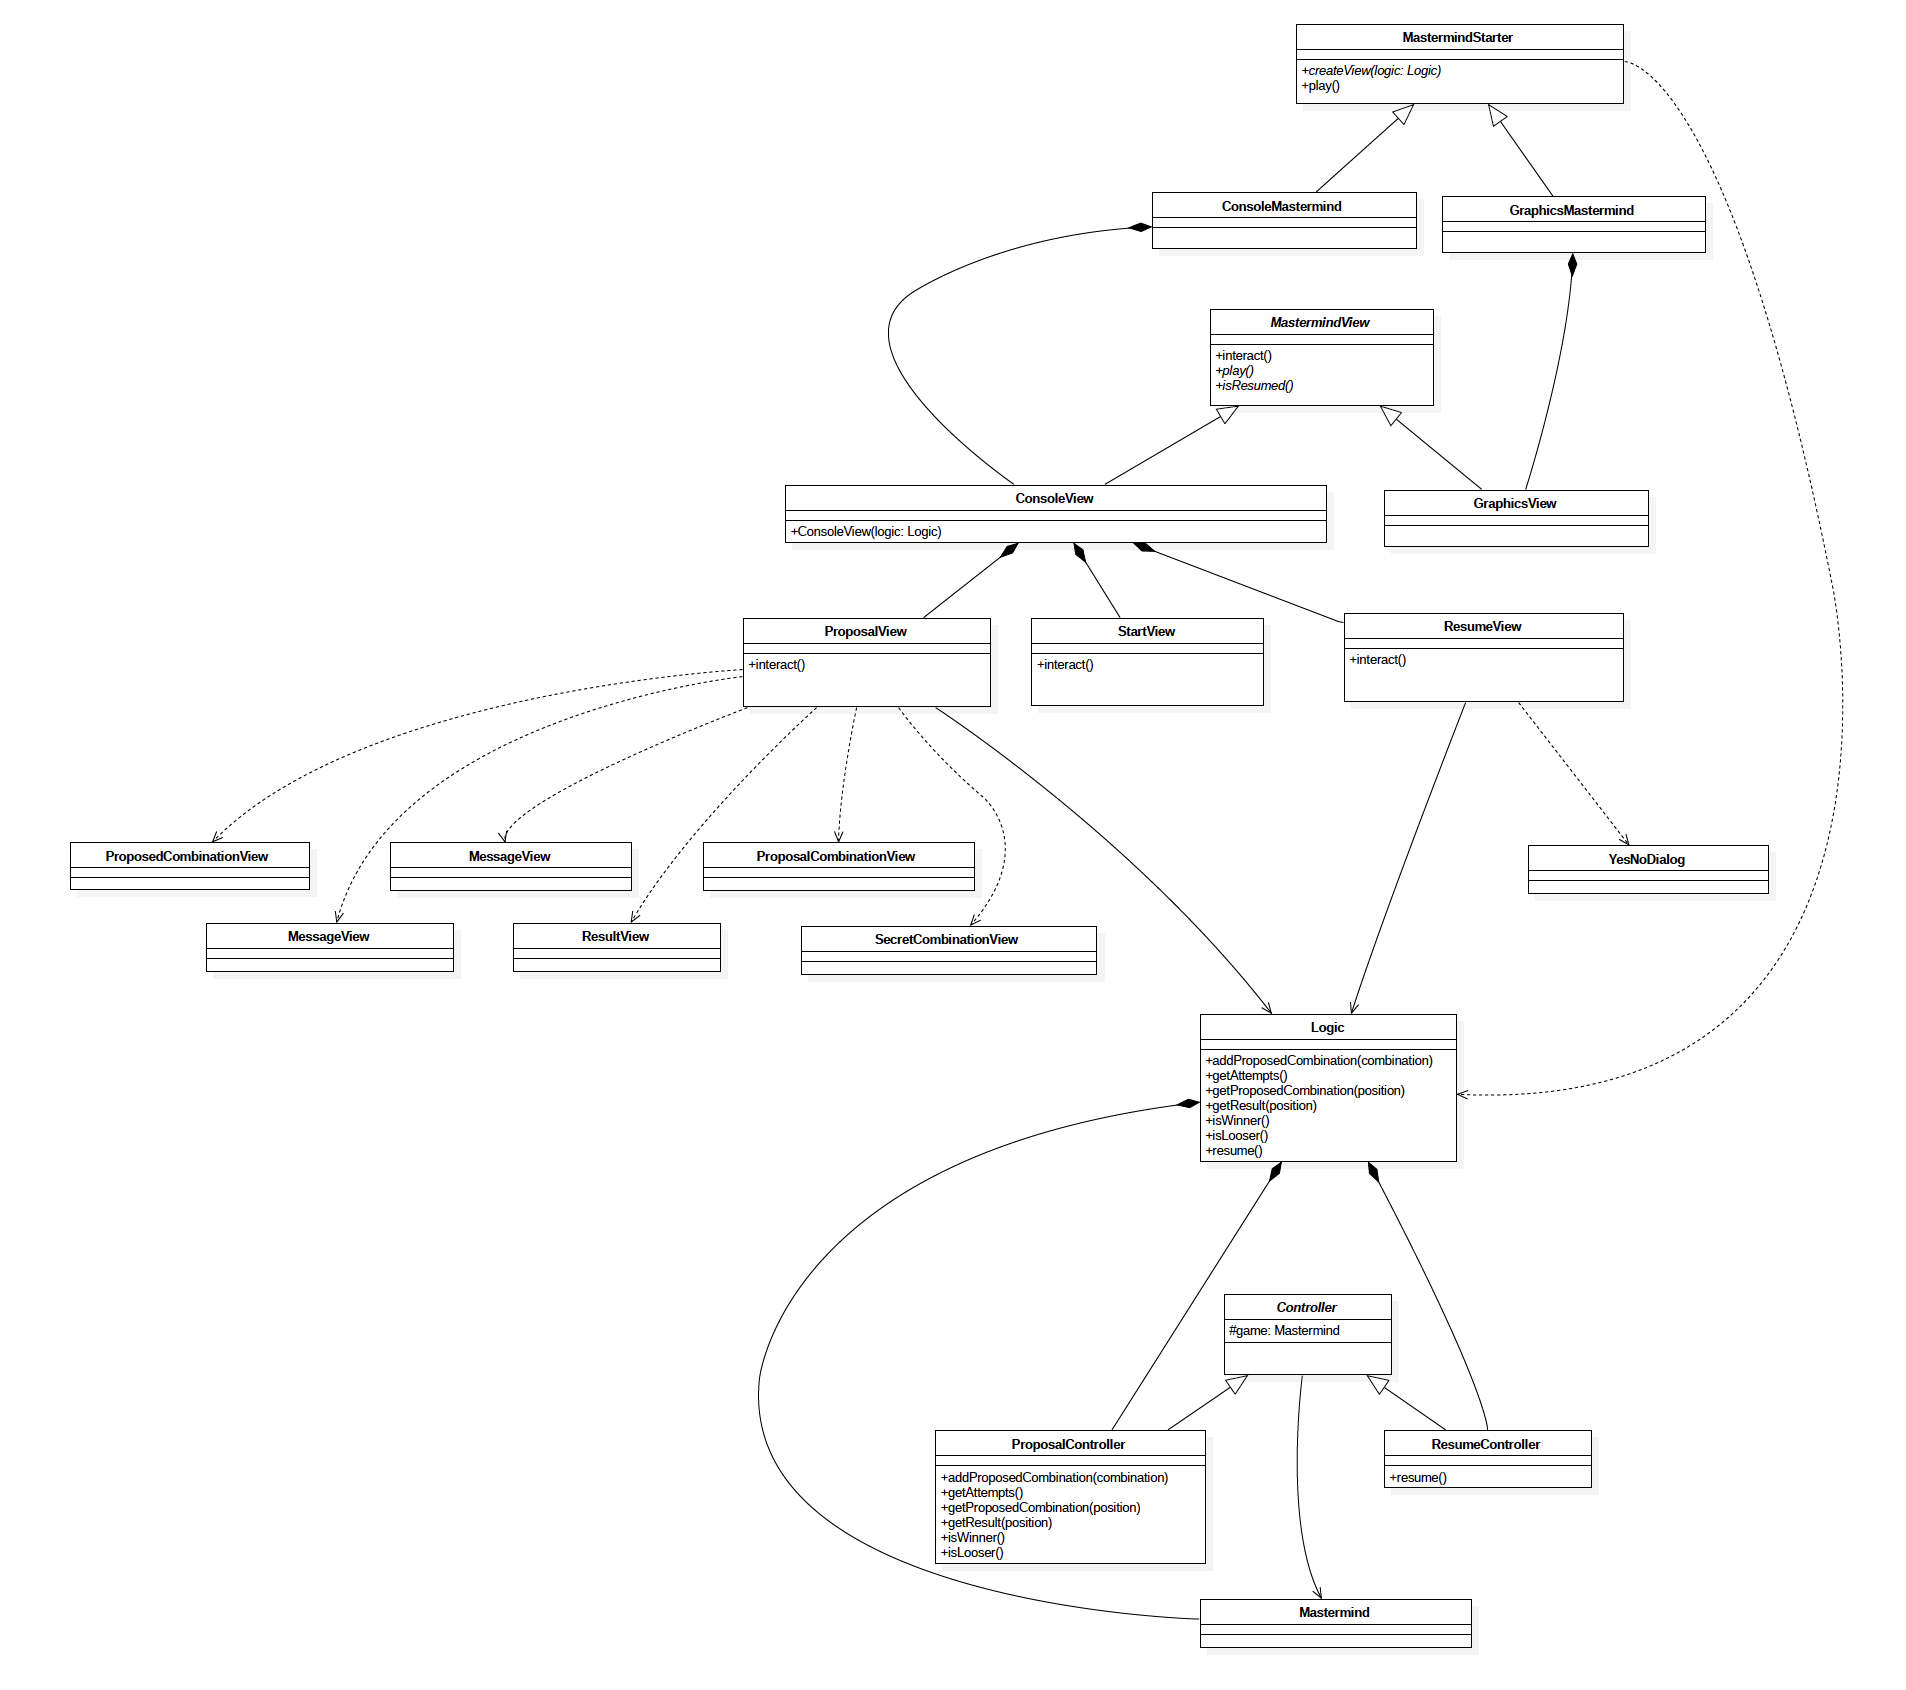 MastermindStarter
+createView(logic: Logic)
+play()
ConsoleMastermind
GraphicsMastermind
MastermindView
+interact()
+play()
+isResumed()
ConsoleView
+ConsoleView(logic: Logic)
GraphicsView
ProposalView
+interact()
StartView
+interact()
ResumeView
+interact()
ProposedCombinationView
MessageView
ProposalCombinationView
YesNoDialog
MessageView
ResultView
SecretCombinationView
Logic
+addProposedCombination(combination)
+getAttempts()
+getProposedCombination(position)
+getResult(position)
+isWinner()
+isLooser()
+resume()
Controller
#game: Mastermind
ProposalController
+addProposedCombination(combination)
+getAttempts()
+getProposedCombination(position)
+getResult(position)
+isWinner()
+isLooser()
ResumeController
+resume()
Mastermind